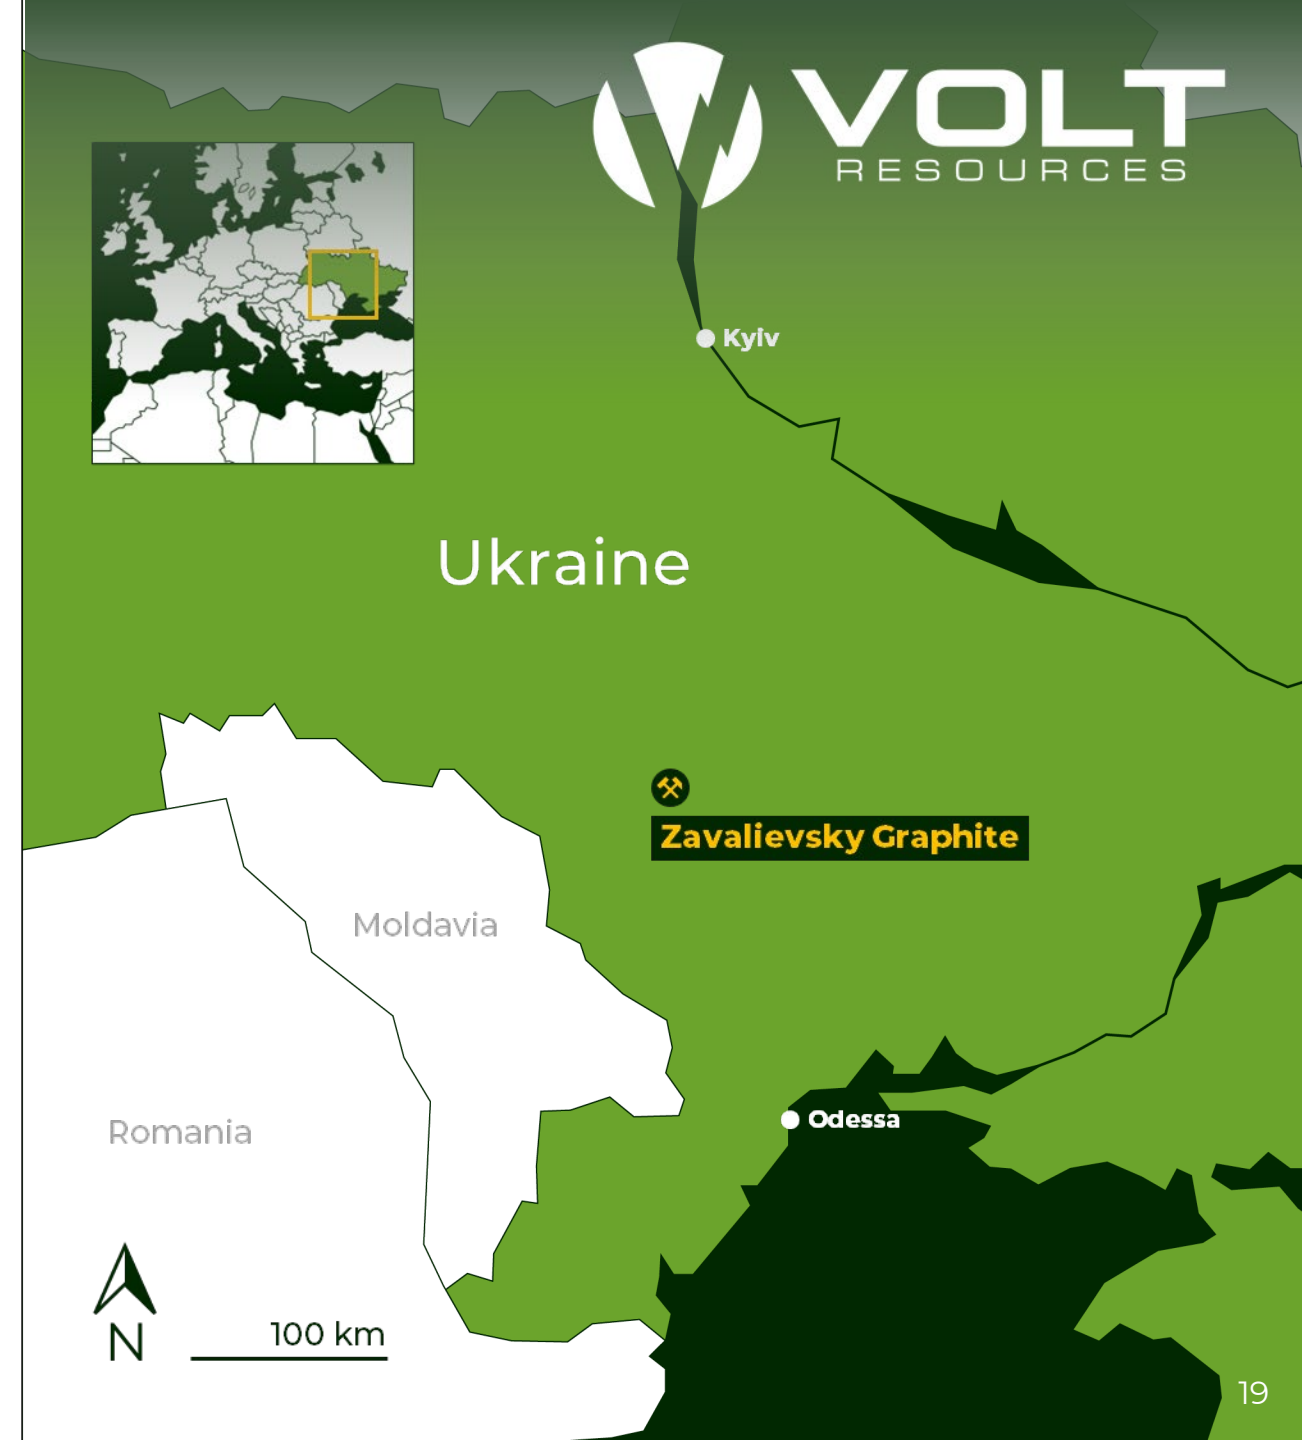 VOLT
RESOURCES
Kyiv
Ukraine
Zavalievsky Graphite
Moldavia
Odessa
Romania
N
100 km
19